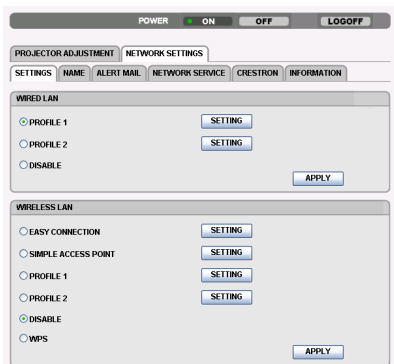 POWER ON OFF LOGOFF
PROJECTOR ADJUSTMENT NETWORK SETTINGS
SETTINGS NAME ALERT MAIL NETWORK SERVICE CRESTRON INFORMATION
WIRED LAN
PROFILE 1 SETTING
PROFILE 2 SETTING
DISABLE
APPLY
WIRELESS LAN
EASY CONNECTION SETTING
SIMPLE ACCESS POINT SETTING
PROFILE 1 SETTING
PROFILE 2 SETTING
DISABLE
WPS
APPLY